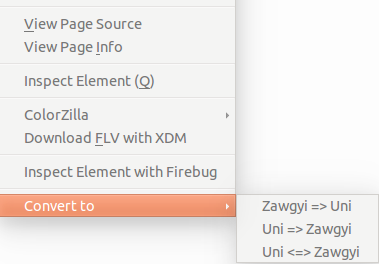 View Page Source
View Page Info
Inspect Element (Q)
ColorZilla
Download FLV with XDM
Inspect Element with Firebug
Convert to
Zawgyi => Uni
Uni => Zawgyi
Uni <=> Zawgyi